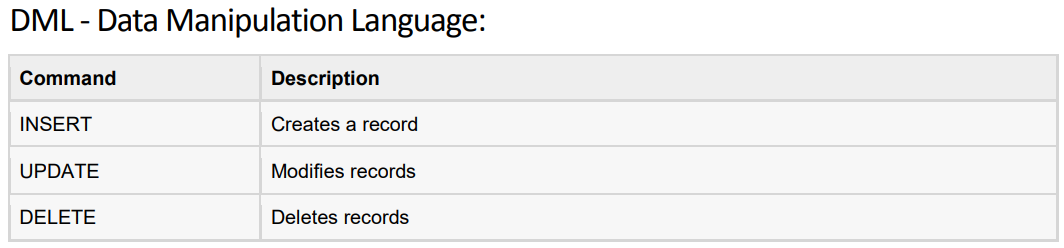 DML - Data Manipulation Language:
Command Description
INSERT Creates a record
UPDATE Modifies records
DELETE Deletes records